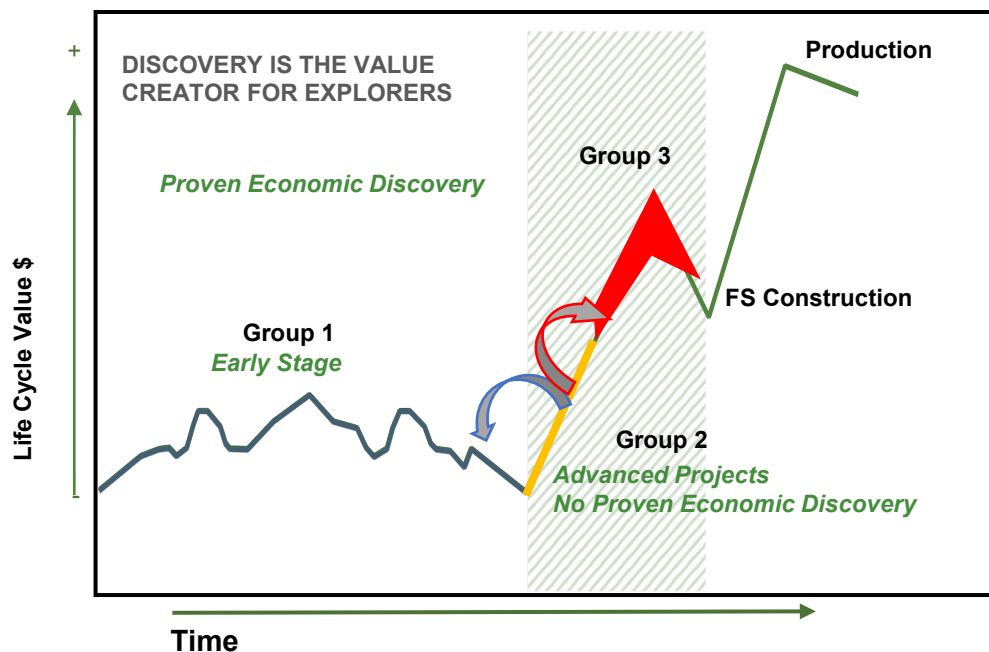 +
DISCOVERY IS THE VALUE
CREATOR FOR EXPLORERS
Production
Group 3
Proven Economic Discovery
FS Construction
Group 1
Early Stage
Life Cycle Value $
Group 2
Advanced Projects
No Proven Economic Discovery
-
Time